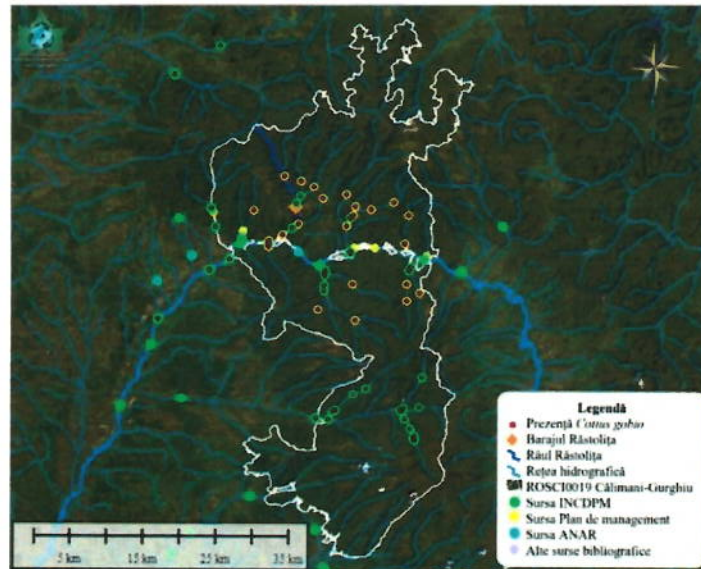 Legendă
Prezență Cottus gobio
Barajul Răstolița
Râul Răstolița
Rețea hidrografică
ROSCI0019 Călimani-Gurghiu
Sursa INCDPM
Sursa Plan de management
Sursa ANAR
Alte surse bibliografice
5 km 15 km 25 km 35 km